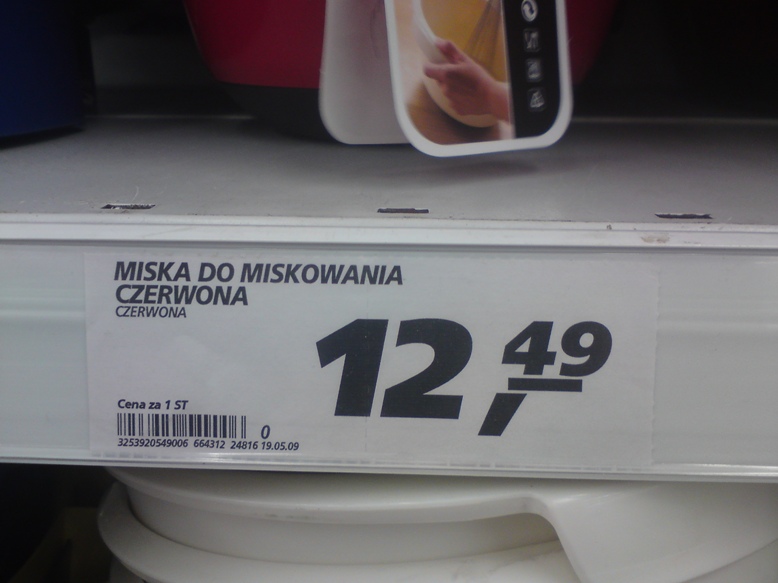 MISKA DO MISKOWANIA
CZERWONA
CZERWONA
12,49
Cena za 1 ST
0
3253920549006 664312 24816 19.05.09